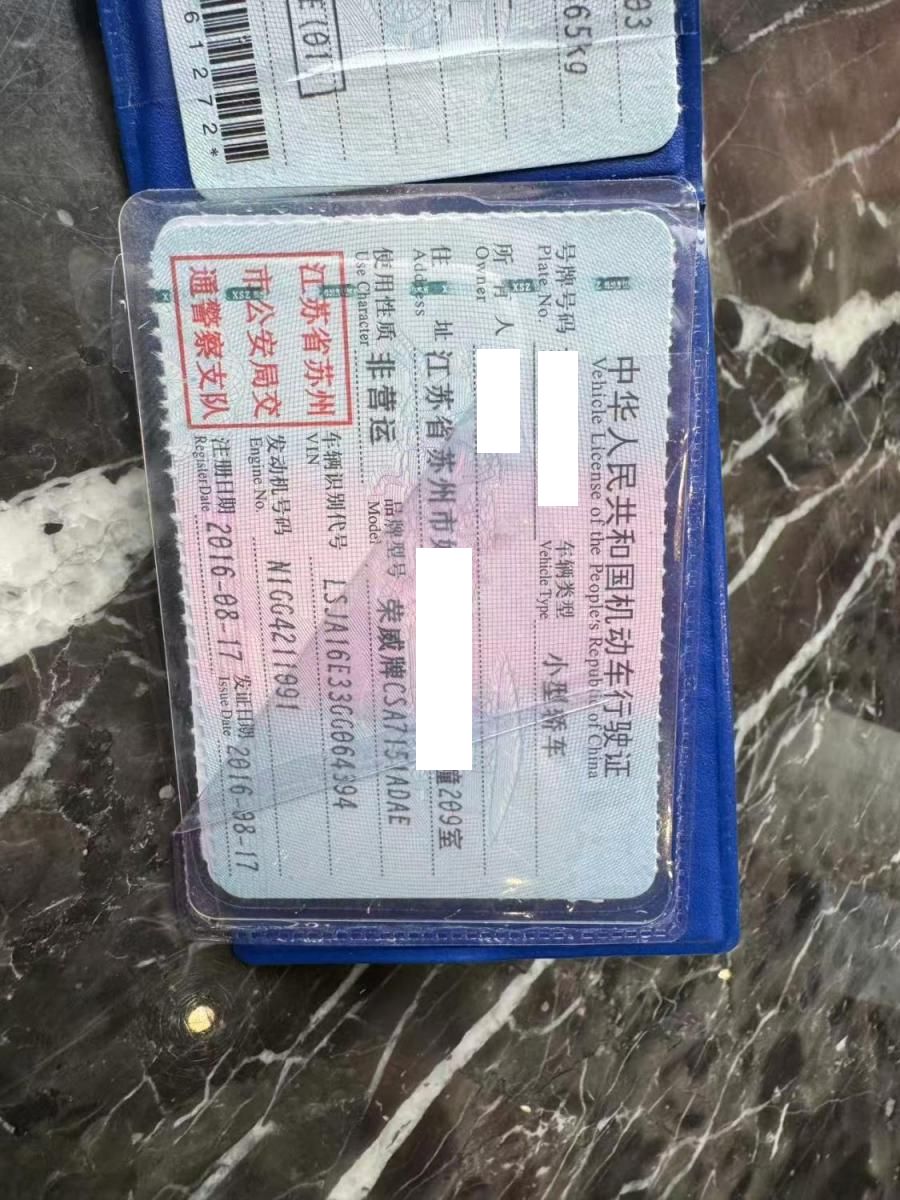 03
65kg
E(01)
61272*
中华人民共和国机动车行驶证
Vehicle License of the People's Republic of China
号牌号码
Plate No.
车辆类型 小型轿车
Vehicle Type
所有人
Owner
住址 江苏省苏州市
209室
Address
使用性质 非营运
Use Character
品牌型号 荣威牌CSA7151ADAE
Model
江苏省苏州
市公安局交
通警察支队
车辆识别代号 LSJA16E33GG064394
VIN
发动机号码 N1GG4211091
Engine No.
注册日期 2016-08-17
Register Date
发证日期 2016-08-17
Issue Date